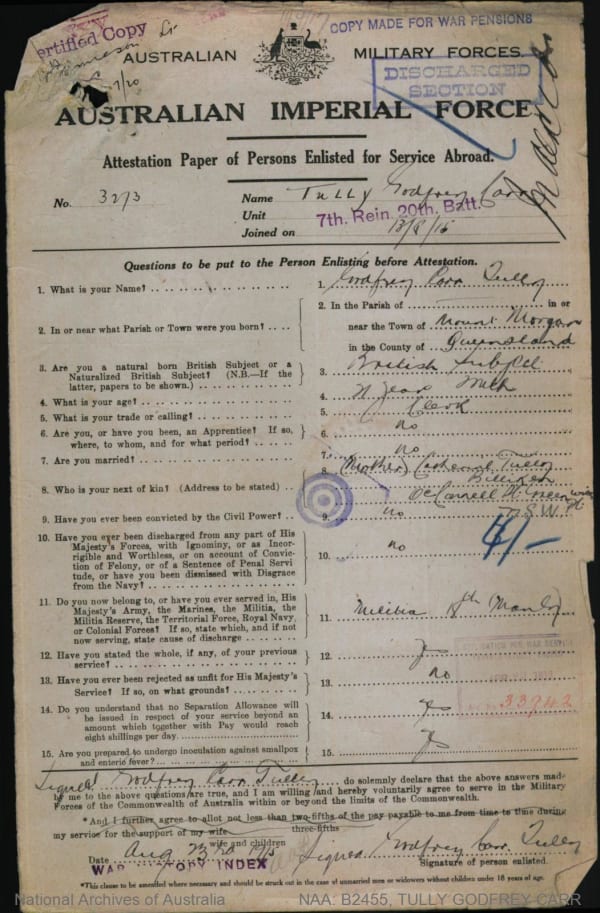 Certified Copy
COPY MADE FOR WAR PENSIONS
AUSTRALIAN MILITARY FORCES.
DISCHARGED
SECTION
AUSTRALIAN IMPERIAL FORCE
Attestation Paper of Persons Enlisted for Service Abroad.
No. 3273 Name Tully Godfrey Carr
Unit 7th. Rein. 20th. Batt.
Joined on 13/8/15
Questions to be put to the Person Enlisting before Attestation.
1. What is your Name? 1. Godfrey Carr Tully
2. In or near what Parish or Town were you born? 2. In the Parish of in or
near the Town of Mount Morgan
in the County of Queensland
3. Are you a natural born British Subject or a
Naturalized British Subject? (N.B.—If the
latter, papers to be shown.) 3. British Subject
4. What is your age? 4.
5. What is your trade or calling? 5. Clerk
6. Are you, or have you been, an Apprentice? If so,
where, to whom, and for what period? 6. no
7. Are you married? 7. no
8. Who is your next of kin? (Address to be stated) 8. (Mother) Catherine Tully
N.S.W.
9. Have you ever been convicted by the Civil Power? 9. no
4/-
10. Have you ever been discharged from any part of His
Majesty's Forces, with Ignominy, or as Incor-
rigible and Worthless, or on account of Convic-
tion of Felony, or of a Sentence of Penal Servi-
tude, or have you been dismissed with Disgrace
from the Navy? 10. no
11. Do you now belong to, or have you ever served in, His
Majesty's Army, the Marines, the Militia, the
Militia Reserve, the Territorial Force, Royal Navy,
or Colonial Forces? If so, state which, and if not
now serving, state cause of discharge 11. Militia 18th Manly
12. Have you stated the whole, if any, of your previous
service? 12. Yes
13. Have you ever been rejected as unfit for His Majesty's
Service? If so, on what grounds? 13. no
33942
14. Do you understand that no Separation Allowance will
be issued in respect of your service beyond an
amount which together with Pay would reach
eight shillings per day. 14. Yes
15. Are you prepared to undergo inoculation against smallpox
and enteric fever? 15. Yes
I, Signed Godfrey Carr Tully do solemnly declare that the above answers made
by me to the above questions are true, and I am willing and hereby voluntarily agree to serve in the Military
Forces of the Commonwealth of Australia within or beyond the limits of the Commonwealth.
*And I further agree to allot not less than two-fifths of the pay payable to me from time to time during
three-fifths
my service for the support of my wife
wife and children
Date Aug 23rd 1915 Signed Godfrey Carr Tully
Signature of person enlisted.
WAR HISTORY INDEX
*This clause to be amended where necessary and should be struck out in the case of unmarried men or widowers without children under 18 years of age.
National Archives of Australia NAA: B2455, TULLY GODFREY CARR